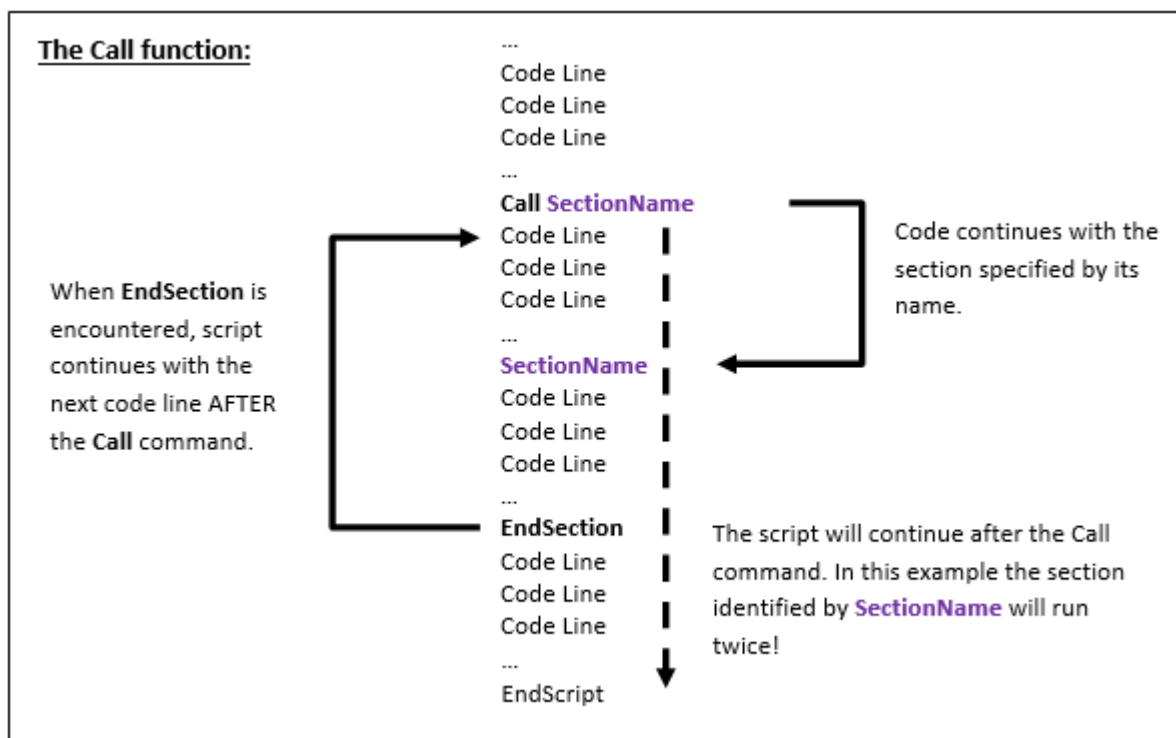 The Call function:
...
Code Line
Code Line
Code Line
...
Call SectionName
Code Line
Code Line
Code Line
...
SectionName
Code Line
Code Line
Code Line
...
EndSection
Code Line
Code Line
Code Line
...
EndScript
When EndSection is
encountered, script
continues with the
next code line AFTER
the Call command.
Code continues with the
section specified by its
name.
The script will continue after the Call
command. In this example the section
identified by SectionName will run
twice!